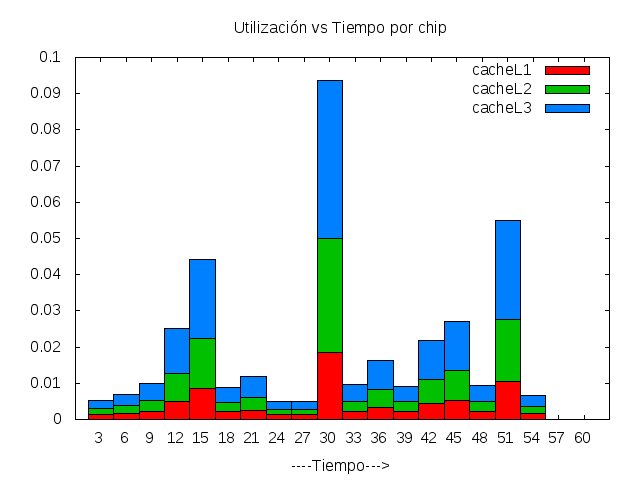 Utilización vs Tiempo por chip
0.1
0.09
0.08
0.07
0.06
0.05
0.04
0.03
0.02
0.01
0
cacheL1
cacheL2
cacheL3
3 6 9 12 15 18 21 24 27 30 33 36 39 42 45 48 51 54 57 60
----Tiempo--->